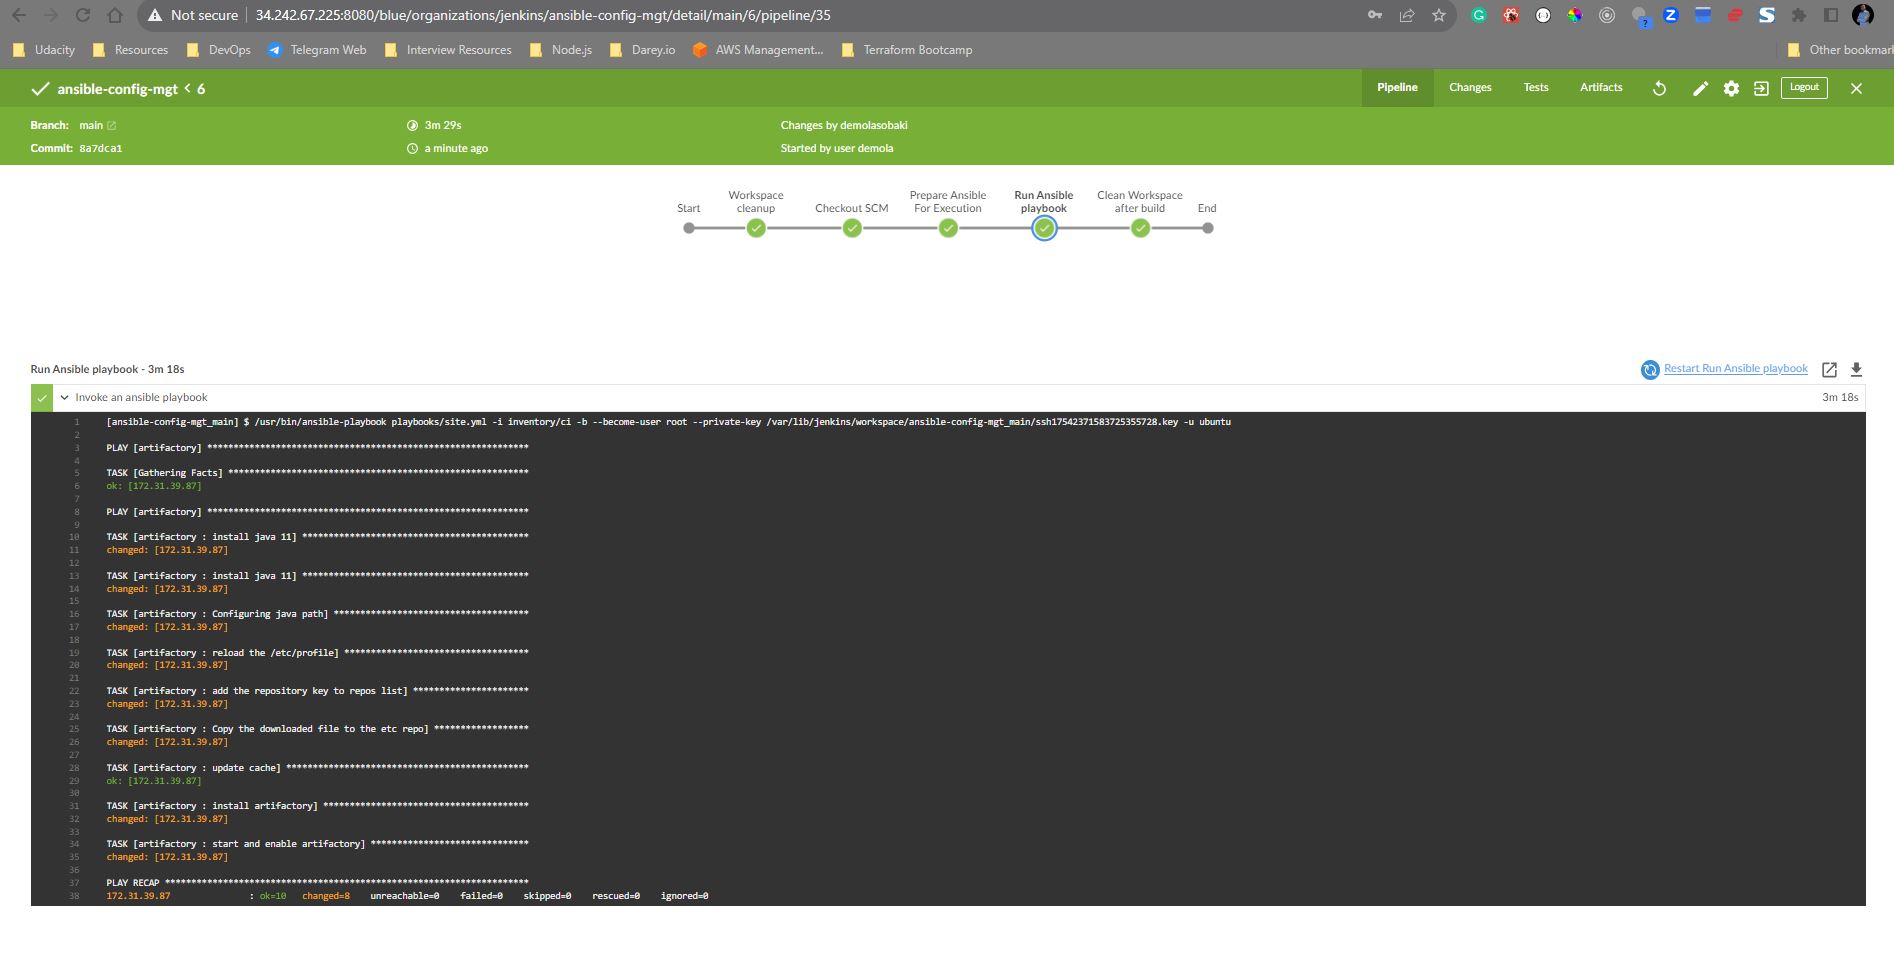 Not secure 34.242.67.225:8080/blue/organizations/jenkins/ansible-config-mgt/detail/main/6/pipeline/35
Udacity Resources DevOps Telegram Web Interview Resources Node.js Darey.io AWS Management... Terraform Bootcamp Other bookmark
ansible-config-mgt < 6 Pipeline Changes Tests Artifacts Logout
Branch: main 3m 29s Changes by demolasobaki
Commit: 8a7dca1 a minute ago Started by user demola
Start Workspace cleanup Checkout SCM Prepare Ansible For Execution Run Ansible playbook Clean Workspace after build End
Run Ansible playbook - 3m 18s Restart Run Ansible playbook
Invoke an ansible playbook 3m 18s
1 [ansible-config-mgt_main] $ /usr/bin/ansible-playbook playbooks/site.yml -i inventory/ci -b --become-user root --private-key /var/lib/jenkins/workspace/ansible-config-mgt_main/ssh17542371583725355728.key -u ubuntu
2
3 PLAY [artifactory] *************************************************************
4
5 TASK [Gathering Facts] *********************************************************
6 ok: [172.31.39.87]
7
8 PLAY [artifactory] *************************************************************
9
10 TASK [artifactory : install java 11] *******************************************
11 changed: [172.31.39.87]
12
13 TASK [artifactory : install java 11] *******************************************
14 changed: [172.31.39.87]
15
16 TASK [artifactory : Configuring java path] *************************************
17 changed: [172.31.39.87]
18
19 TASK [artifactory : reload the /etc/profile] ***********************************
20 changed: [172.31.39.87]
21
22 TASK [artifactory : add the repository key to repos list] **********************
23 changed: [172.31.39.87]
24
25 TASK [artifactory : Copy the downloaded file to the etc repo] ******************
26 changed: [172.31.39.87]
27
28 TASK [artifactory : update cache] **********************************************
29 ok: [172.31.39.87]
30
31 TASK [artifactory : install artifactory] ***************************************
32 changed: [172.31.39.87]
33
34 TASK [artifactory : start and enable artifactory] ******************************
35 changed: [172.31.39.87]
36
37 PLAY RECAP *********************************************************************
38 172.31.39.87 : ok=10 changed=8 unreachable=0 failed=0 skipped=0 rescued=0 ignored=0